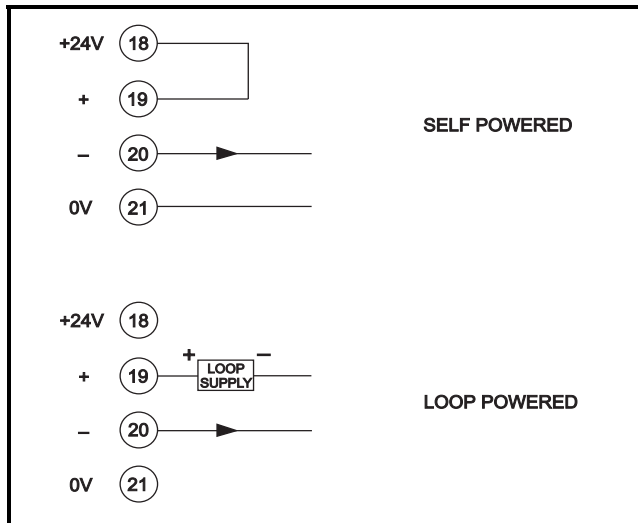 +24V 18
+ 19
– 20
SELF POWERED
0V 21
+24V 18
+ 19 + LOOP SUPPLY –
– 20
LOOP POWERED
0V 21